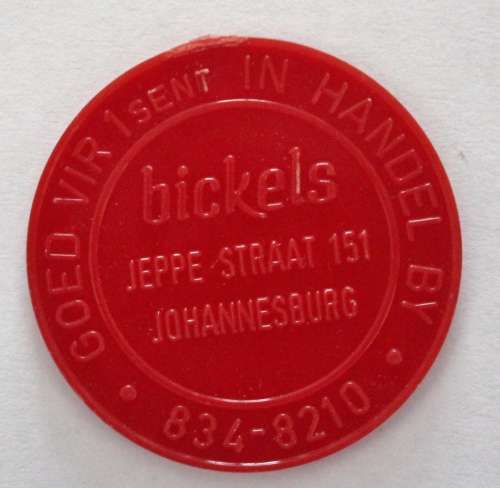 GOED VIR 1 SENT IN HANDEL BY
bickels
JEPPE STRAAT 151
JOHANNESBURG
• 834-8210 •